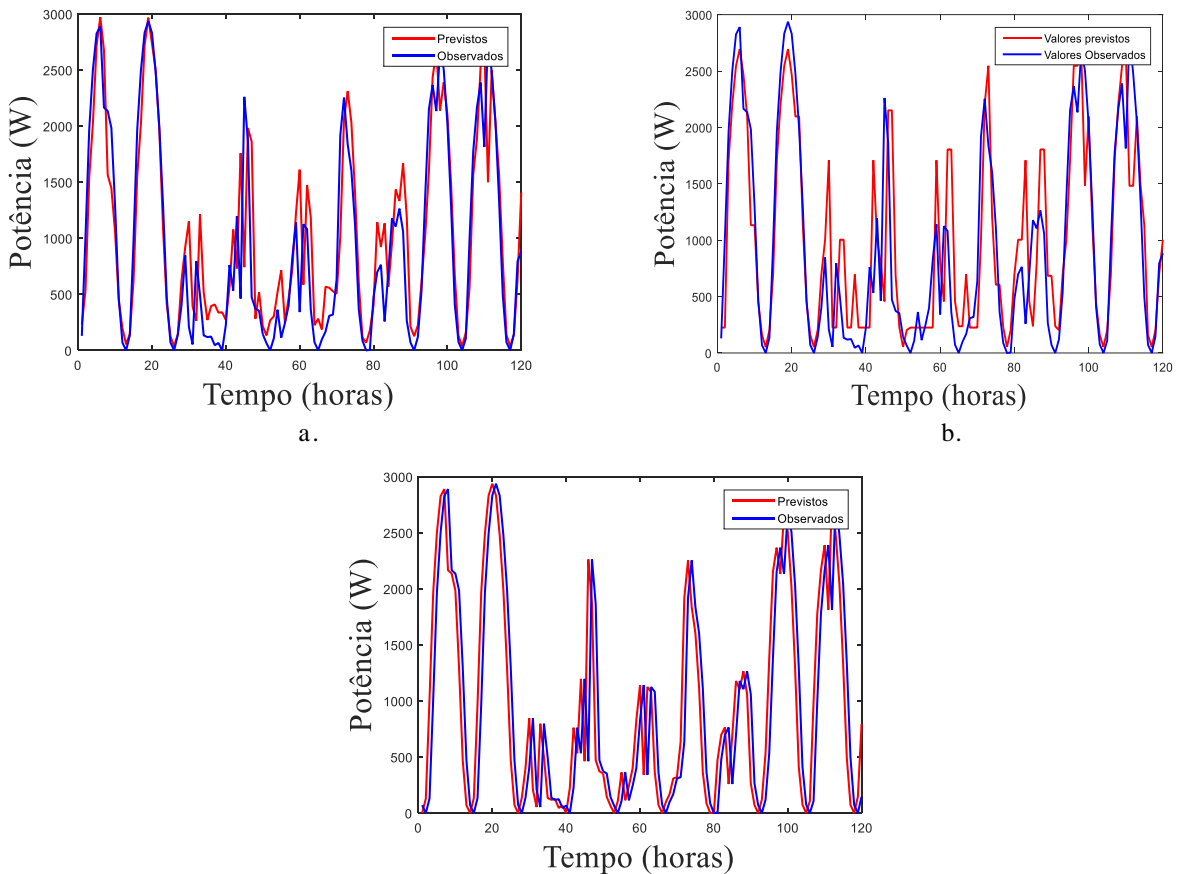 3000
2500
2000
1500
1000
500
0
Potência (W)
Previstos
Observados
0 20 40 60 80 100 120
Tempo (horas)
a.
3000
2500
2000
1500
1000
500
0
Potência (W)
Valores previstos
Valores Observados
0 20 40 60 80 100 120
Tempo (horas)
b.
3000
2500
2000
1500
1000
500
0
Potência (W)
Previstos
Observados
0 20 40 60 80 100 120
Tempo (horas)